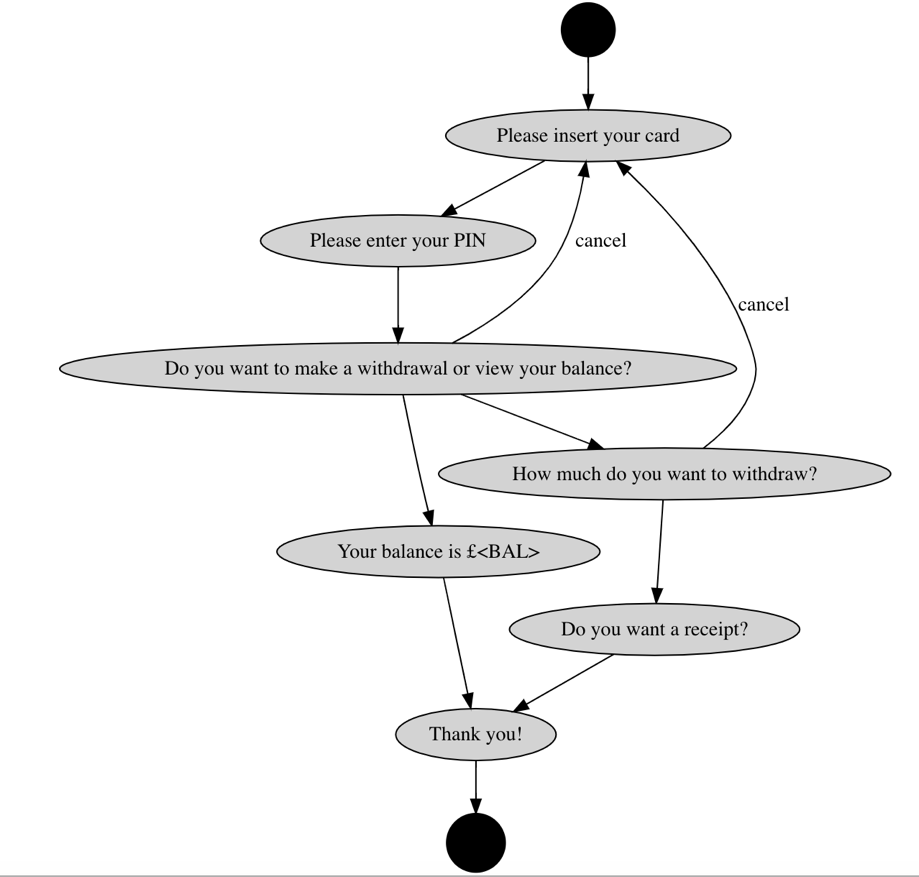 Please insert your card
Please enter your PIN
cancel
cancel
Do you want to make a withdrawal or view your balance?
How much do you want to withdraw?
Your balance is £<BAL>
Do you want a receipt?
Thank you!